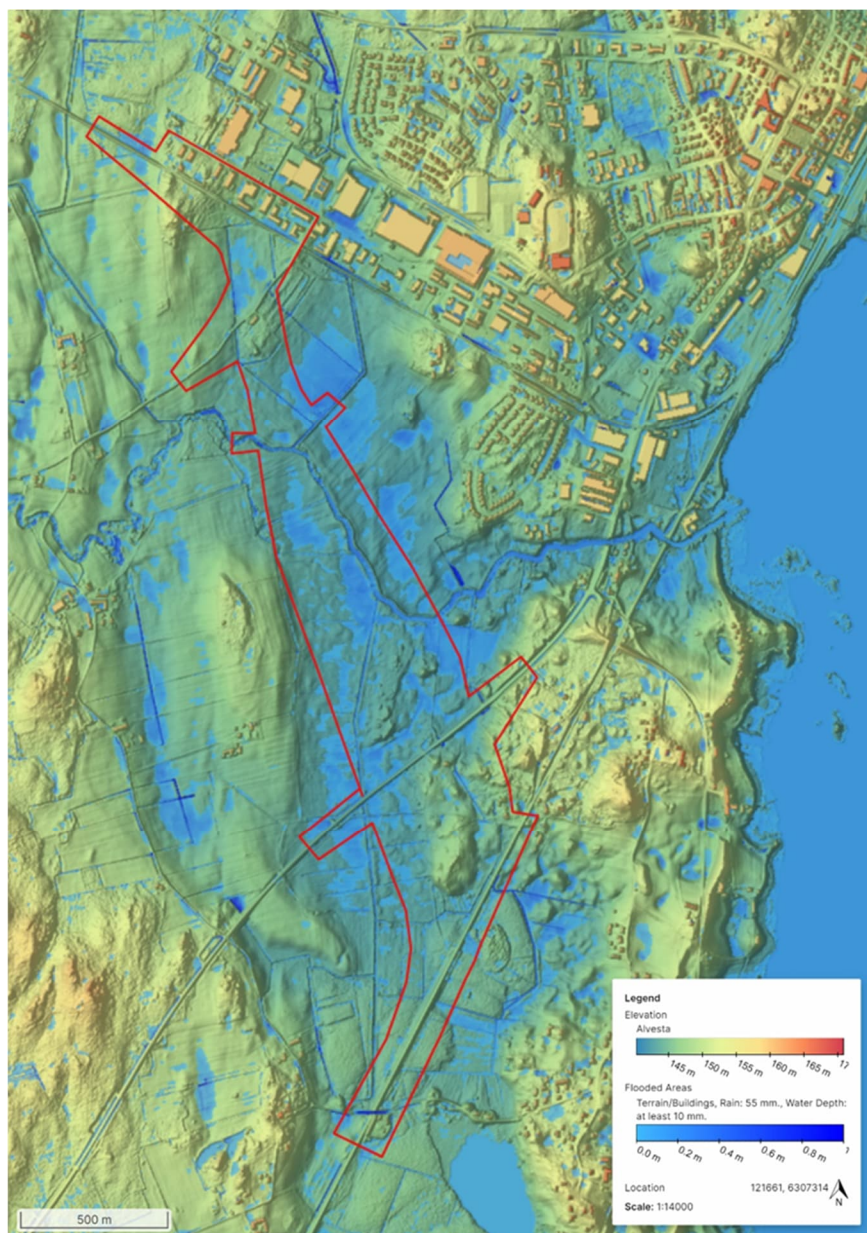 Legend
Elevation
Alvesta
145 m 150 m 155 m 160 m 165 m 17
Flooded Areas
Terrain/Buildings, Rain: 55 mm., Water Depth:
at least 10 mm.
0.0 m 0.2 m 0.4 m 0.6 m 0.8 m 1
Location 121661, 6307314
N
Scale: 1:14000
500 m